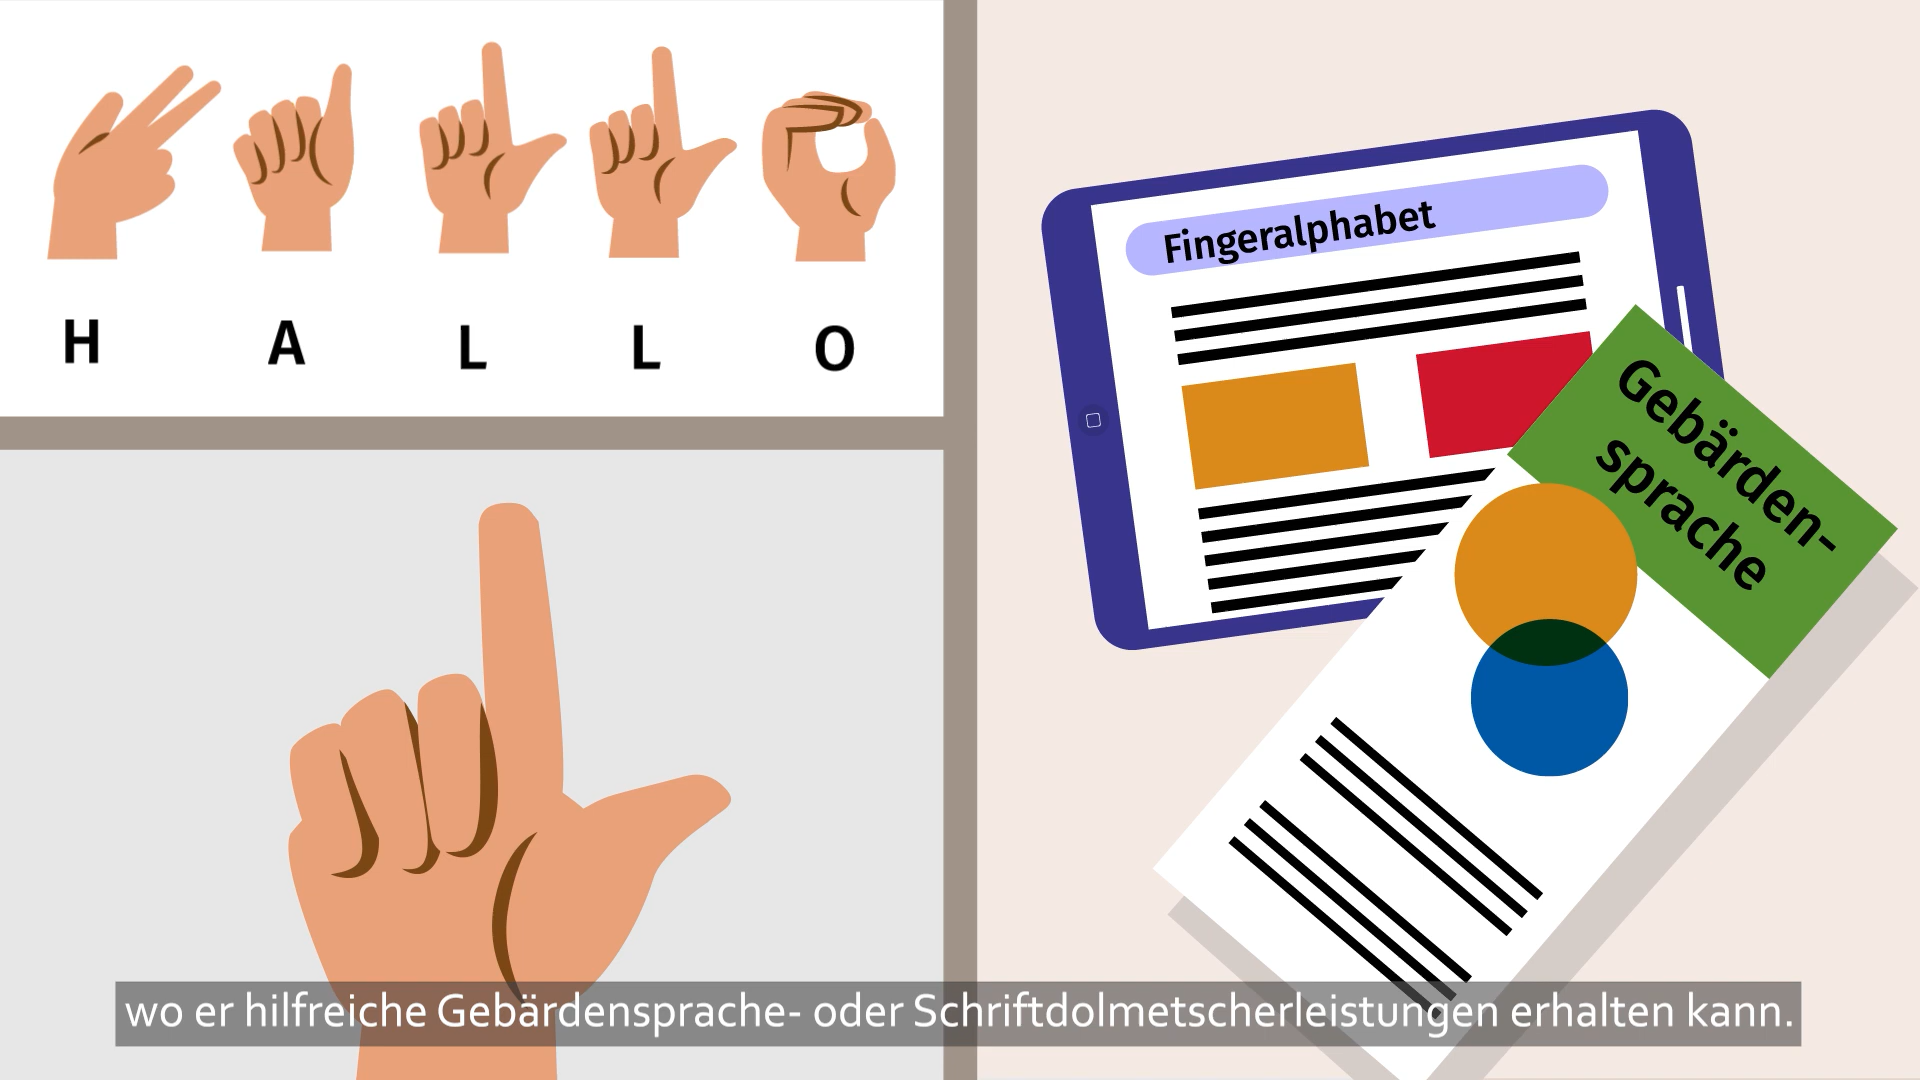 H A L L O
Fingeralphabet
Gebärden-
sprache
wo er hilfreiche Gebärdensprache- oder Schriftdolmetscherleistungen erhalten kann.